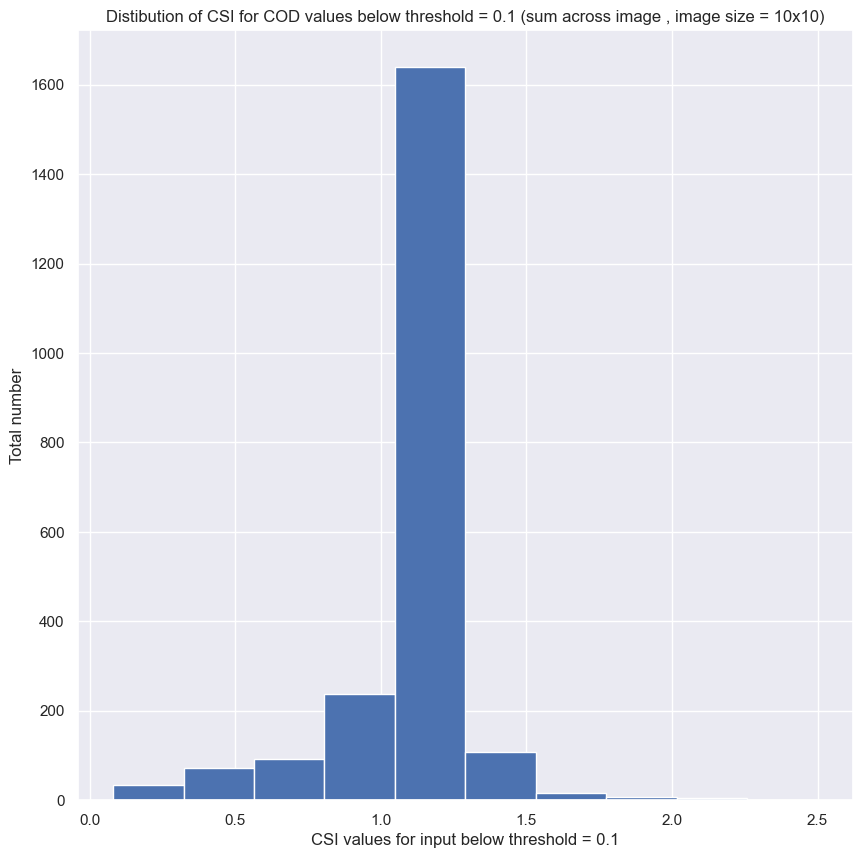 Distibution of CSI for COD values below threshold = 0.1 (sum across image , image size = 10x10)
1600
1400
1200
1000
800
600
400
200
0
Total number
0.0 0.5 1.0 1.5 2.0 2.5
CSI values for input below threshold = 0.1